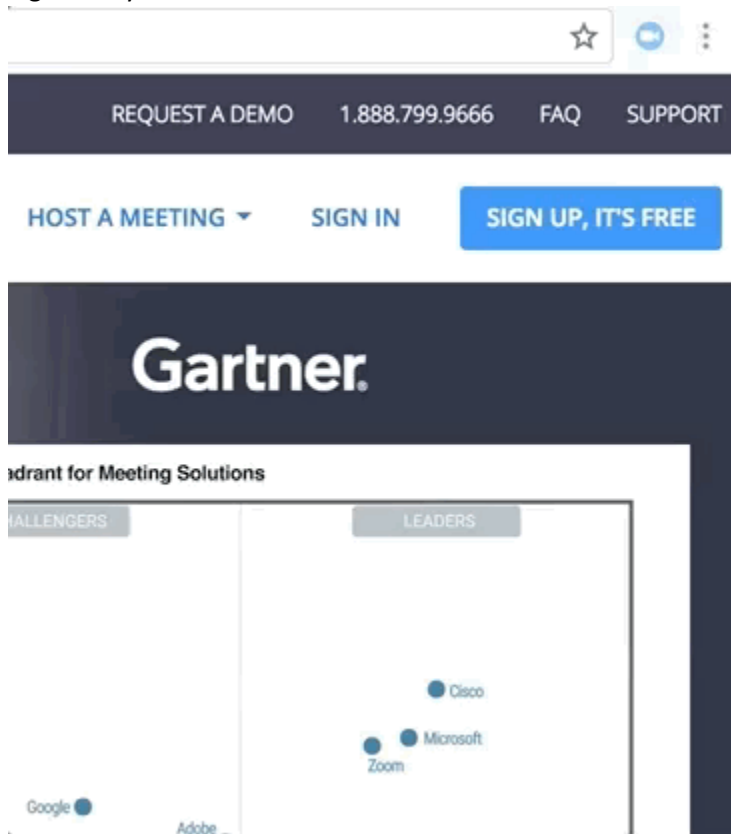 REQUEST A DEMO 1.888.799.9666 FAQ SUPPORT
HOST A MEETING SIGN IN SIGN UP, IT'S FREE
Gartner®
adrant for Meeting Solutions
HALLENGERS LEADERS
Cisco
Microsoft
Zoom
Google
Adobe